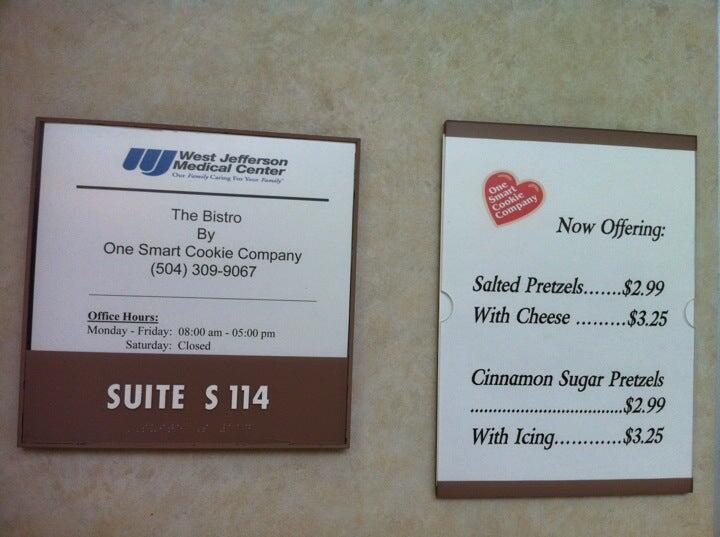 West Jefferson
Medical Center
Our Family Caring For Your Family
The Bistro
By
One Smart Cookie Company
(504) 309-9067
Office Hours:
Monday - Friday: 08:00 am - 05:00 pm
Saturday: Closed
SUITE S 114
One
Smart
Cookie
Company
Now Offering:
Salted Pretzels.......$2.99
With Cheese .........$3.25
Cinnamon Sugar Pretzels
.....................................$2.99
With Icing............$3.25